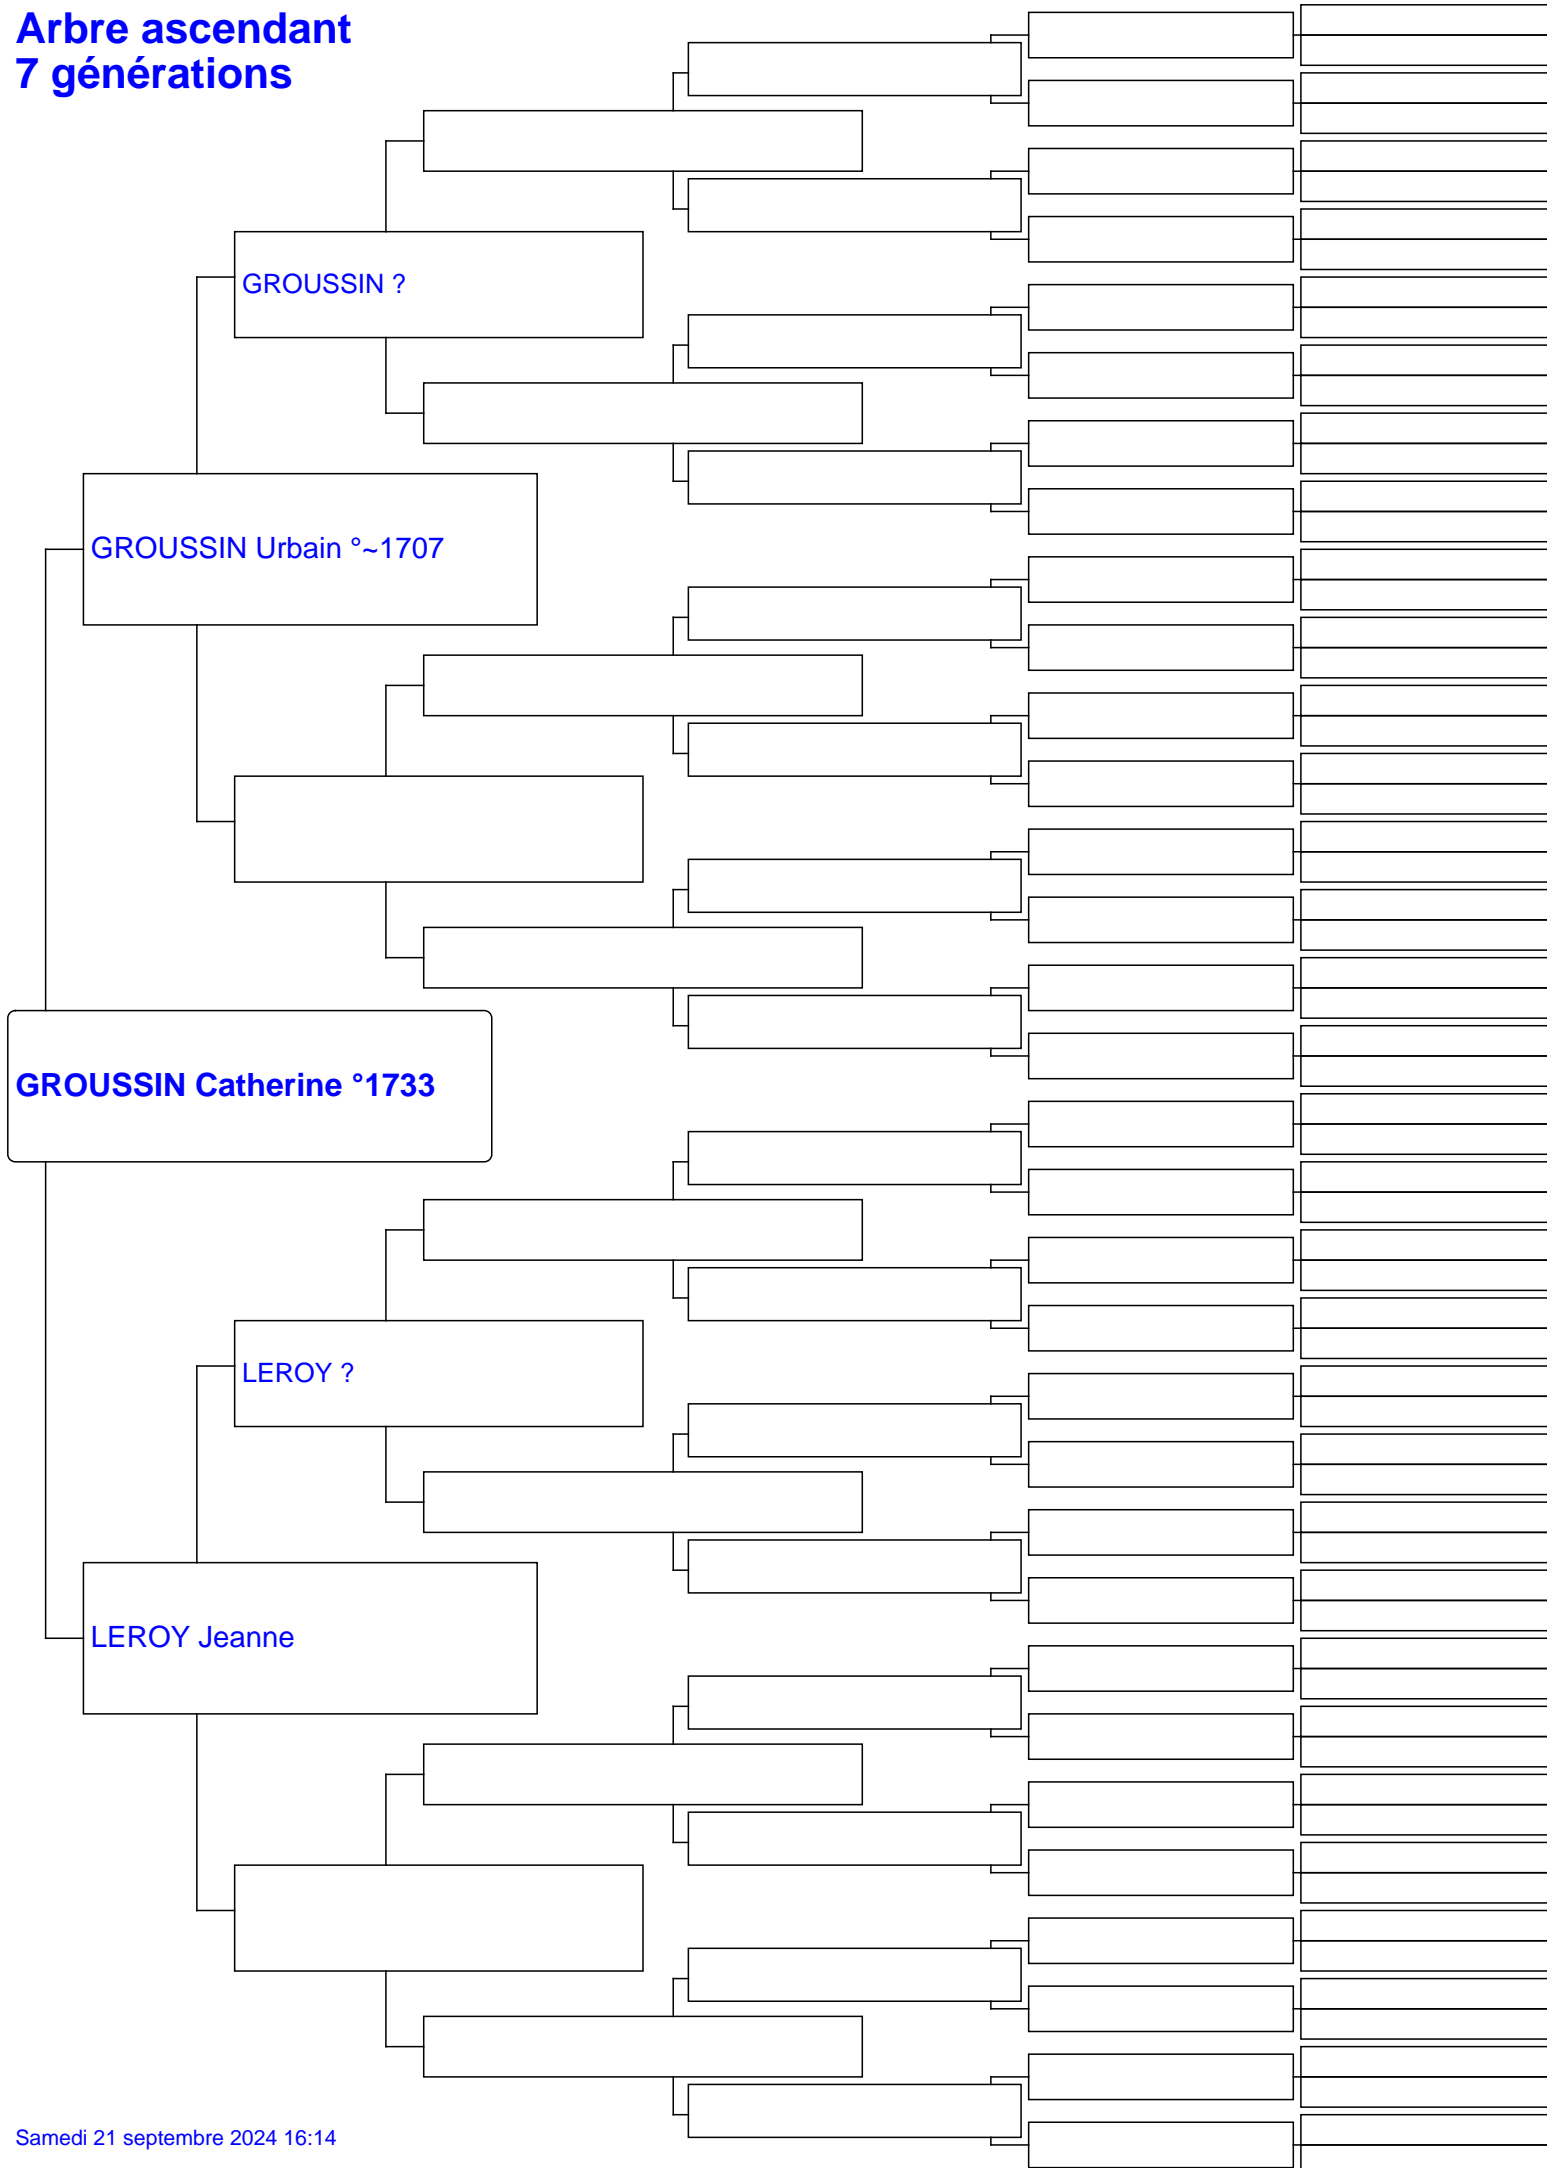 Arbre ascendant
7 générations
GROUSSIN ?
GROUSSIN Urbain °~1707
GROUSSIN Catherine °1733
LEROY ?
LEROY Jeanne
Samedi 21 septembre 2024 16:14